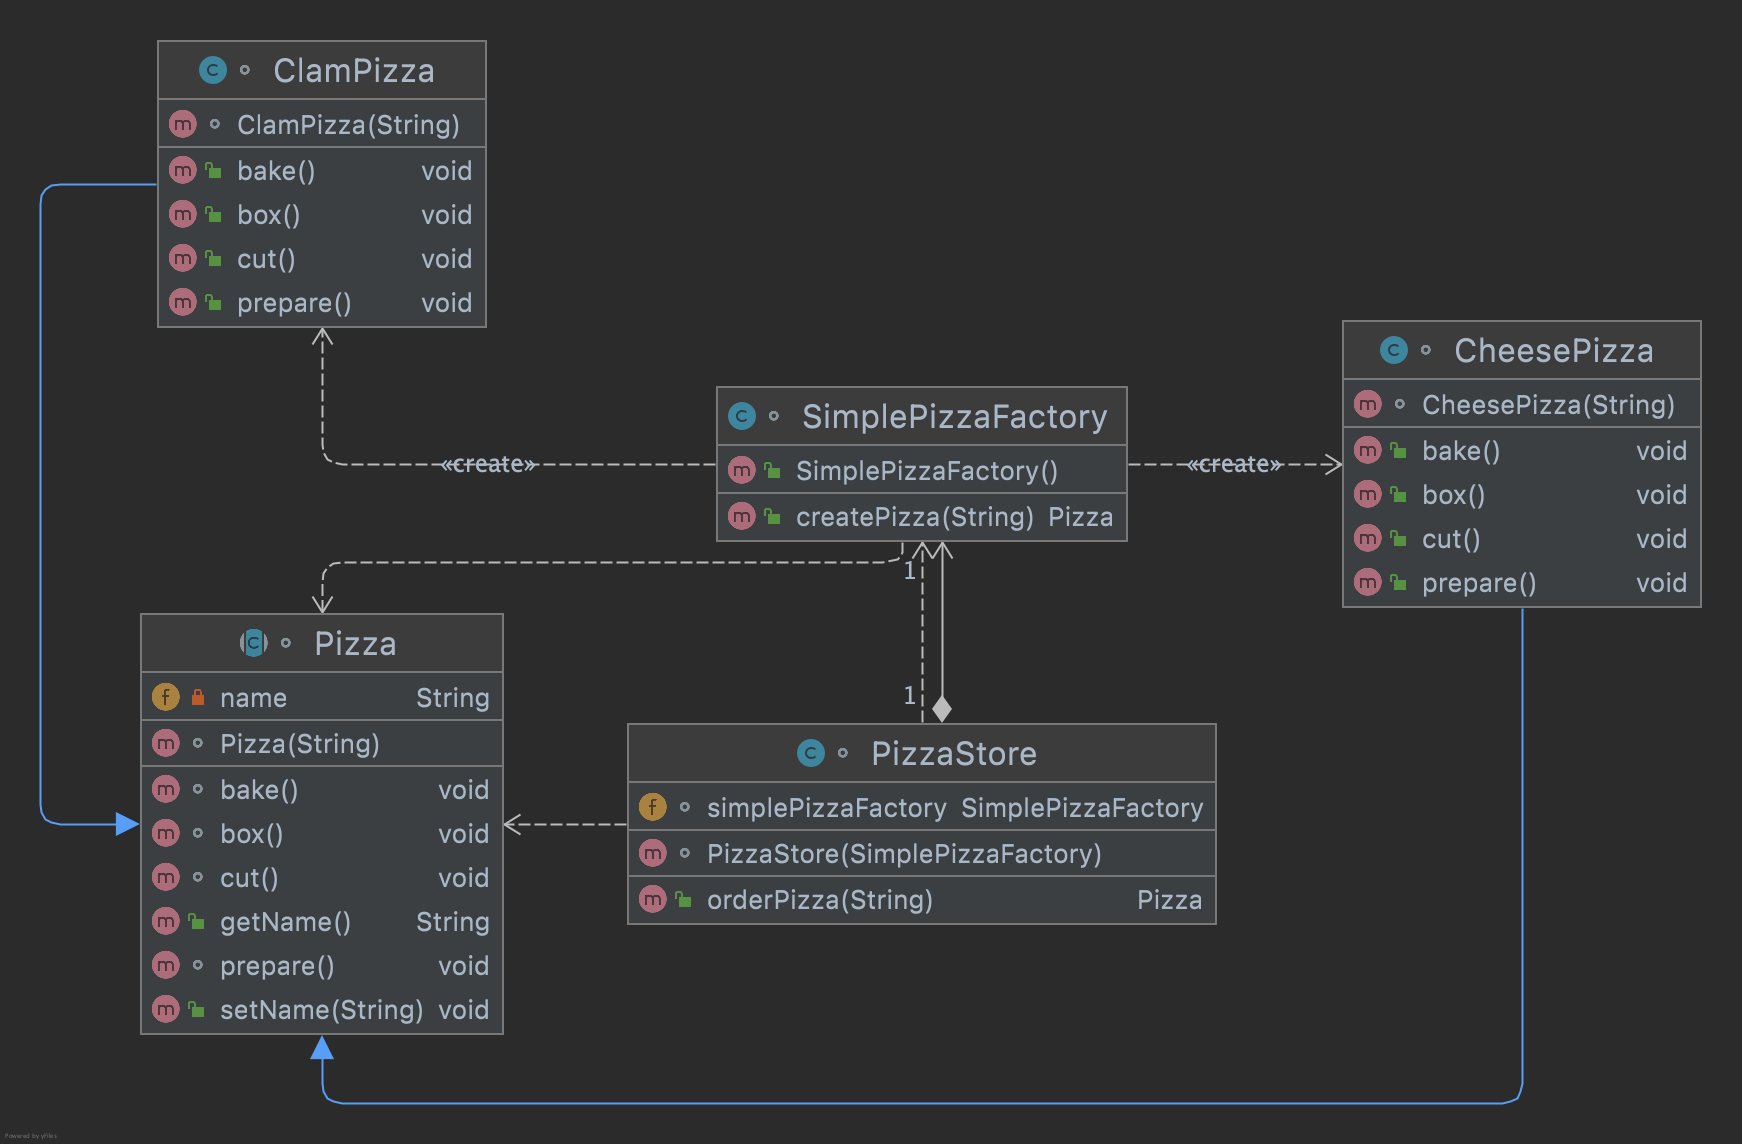 ClamPizza
ClamPizza(String)
bake() void
box() void
cut() void
prepare() void
CheesePizza
CheesePizza(String)
bake() void
box() void
cut() void
prepare() void
SimplePizzaFactory
SimplePizzaFactory()
createPizza(String) Pizza
«create»
«create»
1
1
Pizza
name String
Pizza(String)
bake() void
box() void
cut() void
getName() String
prepare() void
setName(String) void
PizzaStore
simplePizzaFactory SimplePizzaFactory
PizzaStore(SimplePizzaFactory)
orderPizza(String) Pizza
Powered by yFiles